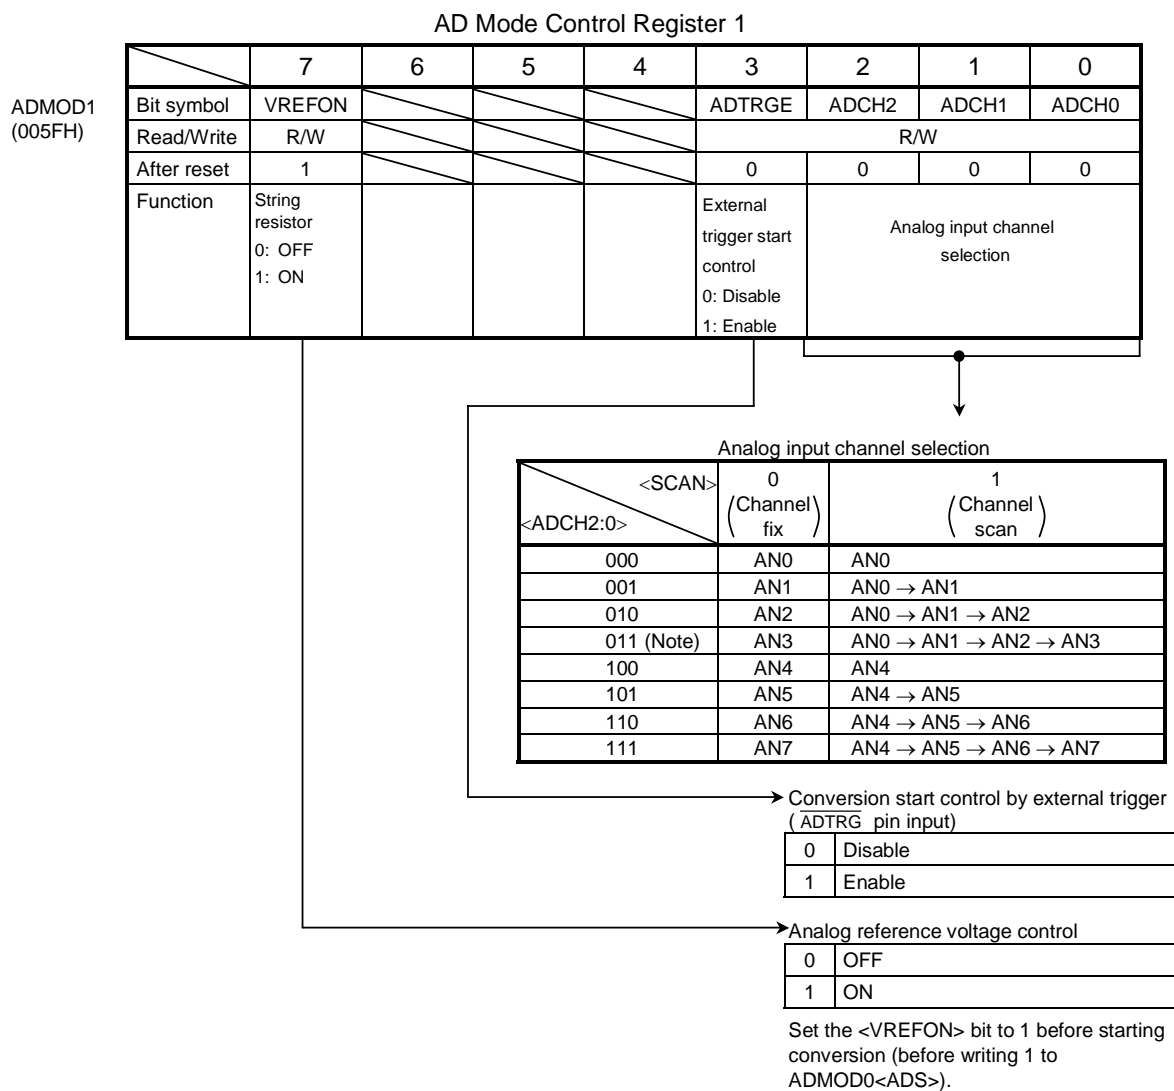 AD Mode Control Register 1
7 6 5 4 3 2 1 0
ADMOD1
(005FH)
Bit symbol VREFON ADTRGE ADCH2 ADCH1 ADCH0
Read/Write R/W R/W
After reset 1 0 0 0 0
Function
String
resistor
0: OFF
1: ON
External
trigger start
control
0: Disable
1: Enable
Analog input channel
selection
Analog input channel selection
<SCAN>
<ADCH2:0>
0
(Channel
fix)
1
(Channel
scan)
000 AN0 AN0
001 AN1 AN0 → AN1
010 AN2 AN0 → AN1 → AN2
011 (Note) AN3 AN0 → AN1 → AN2 → AN3
100 AN4 AN4
101 AN5 AN4 → AN5
110 AN6 AN4 → AN5 → AN6
111 AN7 AN4 → AN5 → AN6 → AN7
Conversion start control by external trigger
( ADTRG pin input)
0 Disable
1 Enable
Analog reference voltage control
0 OFF
1 ON
Set the <VREFON> bit to 1 before starting
conversion (before writing 1 to
ADMOD0<ADS>).